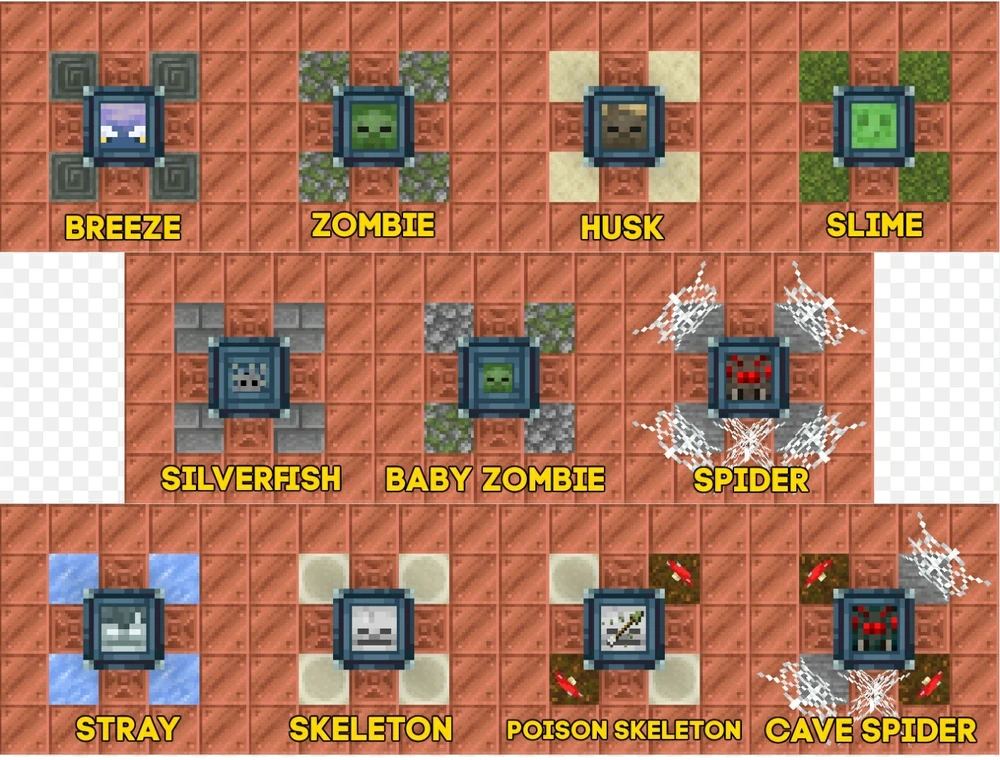 BREEZE
ZOMBIE
HUSK
SLIME
SILVERFISH
BABY ZOMBIE
SPIDER
STRAY
SKELETON
POISON SKELETON
CAVE SPIDER